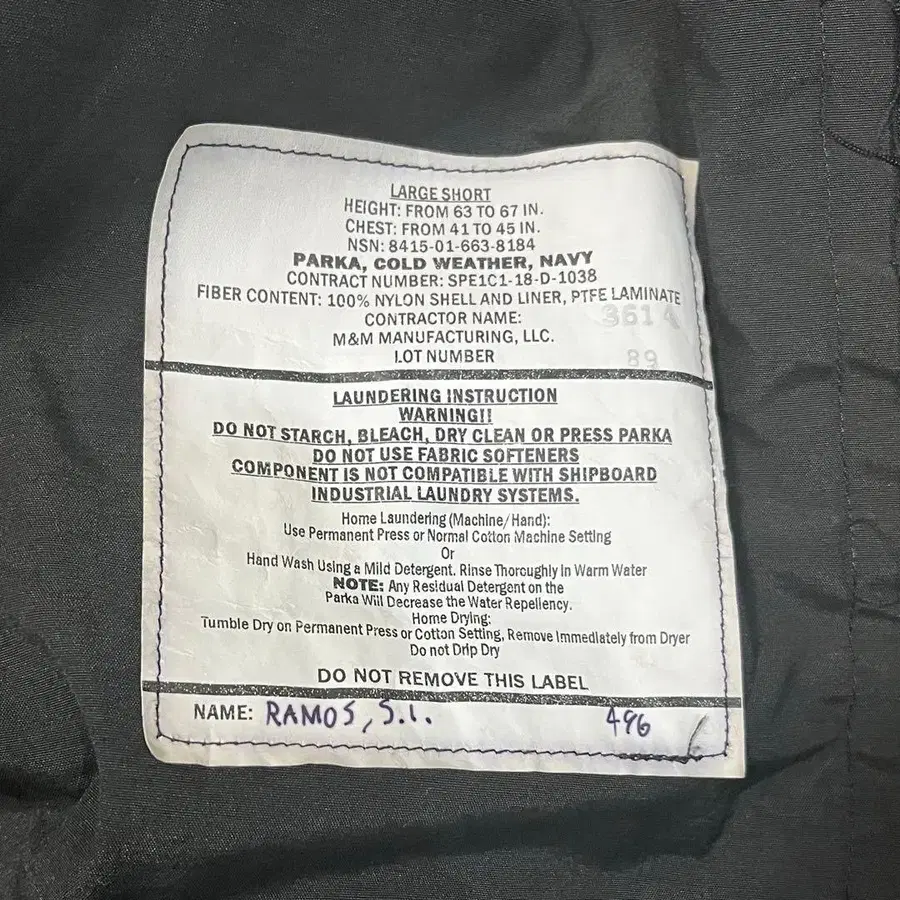 LARGE SHORT
HEIGHT: FROM 63 TO 67 IN.
CHEST: FROM 41 TO 45 IN.
NSN: 8415-01-663-8184
PARKA, COLD WEATHER, NAVY
CONTRACT NUMBER: SPE1C1-18-D-1038
FIBER CONTENT: 100% NYLON SHELL AND LINER, PTFE LAMINATE
CONTRACTOR NAME:
M&M MANUFACTURING, LLC.
LOT NUMBER 89
LAUNDERING INSTRUCTION
WARNING!!
DO NOT STARCH, BLEACH, DRY CLEAN OR PRESS PARKA
DO NOT USE FABRIC SOFTENERS
COMPONENT IS NOT COMPATIBLE WITH SHIPBOARD
INDUSTRIAL LAUNDRY SYSTEMS.
Home Laundering (Machine/Hand):
Use Permanent Press or Normal Cotton Machine Setting
Or
Hand Wash Using a Mild Detergent. Rinse Thoroughly In Warm Water
NOTE: Any Residual Detergent on the
Parka Will Decrease the Water Repellency.
Home Drying:
Tumble Dry on Permanent Press or Cotton Setting, Remove Immediately from Dryer
Do not Drip Dry
DO NOT REMOVE THIS LABEL
NAME: RAMOS, S.I. 496